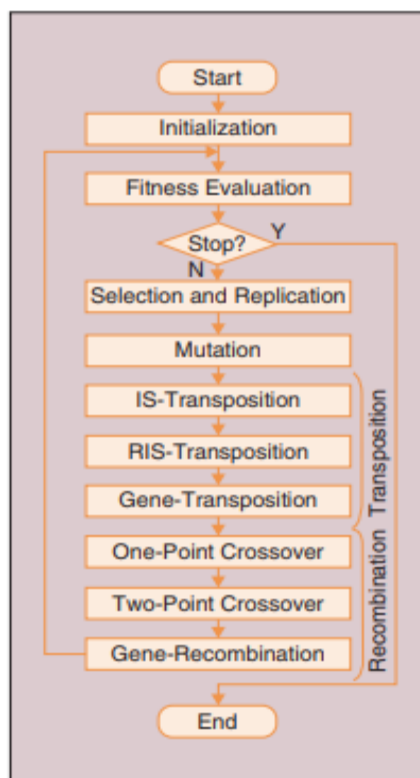 Start
Initialization
Fitness Evaluation
Stop?
Y
N
Selection and Replication
Mutation
IS-Transposition
RIS-Transposition
Gene-Transposition
Transposition
One-Point Crossover
Two-Point Crossover
Gene-Recombination
Recombination
End